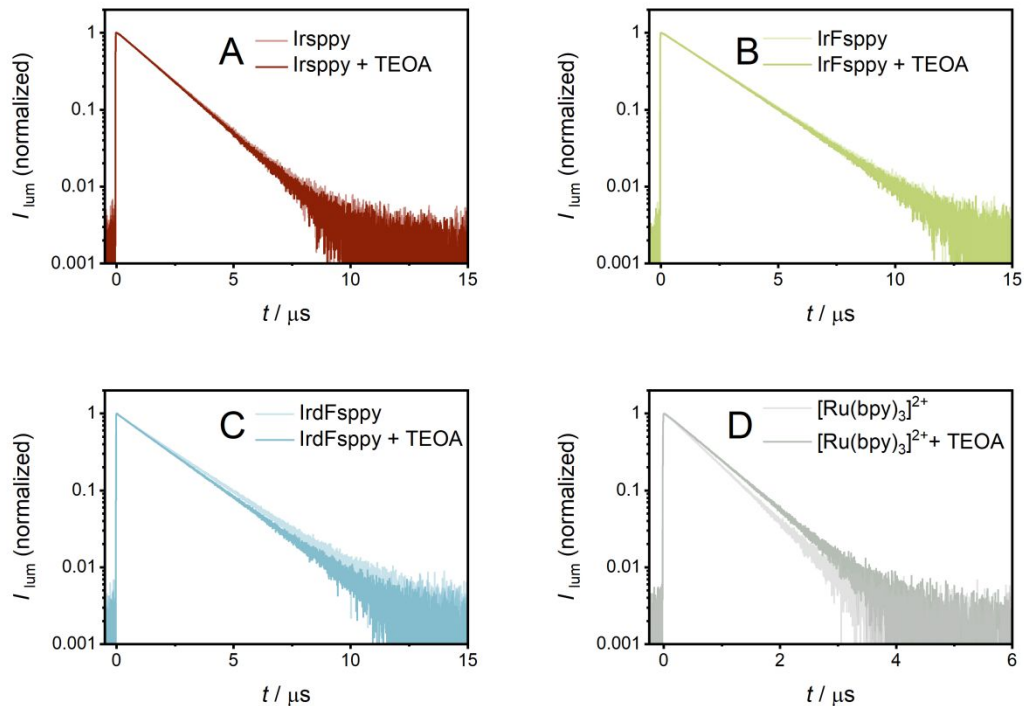 A
Irsppy
Irsppy + TEOA
I lum (normalized)
1
0.1
0.01
0.001
0
5
10
15
t / μs
B
IrFsppy
IrFsppy + TEOA
I lum (normalized)
1
0.1
0.01
0.001
0
5
10
15
t / μs
C
IrdFsppy
IrdFsppy + TEOA
I lum (normalized)
1
0.1
0.01
0.001
0
5
10
15
t / μs
D
[Ru(bpy)₃]²⁺
[Ru(bpy)₃]²⁺+ TEOA
I lum (normalized)
1
0.1
0.01
0.001
0
2
4
6
t / μs